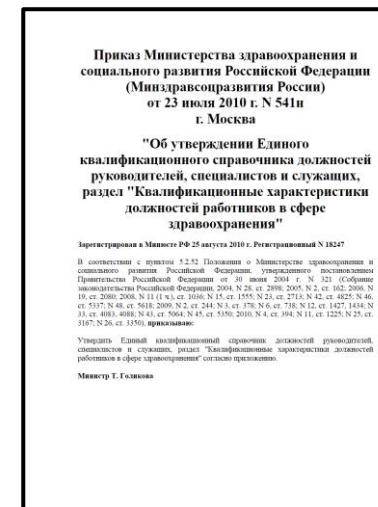 Приказ Министерства здравоохранения и
социального развития Российской Федерации
(Минздравсоцразвития России)
от 23 июля 2010 г. N 541н
г. Москва
"Об утверждении Единого
квалификационного справочника должностей
руководителей, специалистов и служащих,
раздел "Квалификационные характеристики
должностей работников в сфере
здравоохранения"
Зарегистрирован в Минюсте РФ 25 августа 2010 г. Регистрационный N 18247
В соответствии с пунктом 5.2.52 Положения о Министерстве здравоохранения и
социального развития Российской Федерации, утвержденного постановлением
Правительства Российской Федерации от 30 июня 2004 г. N 321 (Собрание
законодательства Российской Федерации, 2004, N 28, ст. 2898; 2005, N 2, ст. 162; 2006, N
19, ст. 2080; 2008, N 11 (1 ч.), ст. 1036; N 15, ст. 1555; N 23, ст. 2713; N 42, ст. 4825; N 46,
ст. 5337; N 48, ст. 5618; 2009, N 2, ст. 244; N 3, ст. 378; N 6, ст. 738; N 12, ст. 1427, 1434; N
33, ст. 4083, 4088; N 43, ст. 5064; N 45, ст. 5350; 2010, N 4, ст. 394; N 11, ст. 1225; N 25, ст.
3167; N 26, ст. 3350), приказываю:
Утвердить Единый квалификационный справочник должностей руководителей,
специалистов и служащих, раздел "Квалификационные характеристики должностей
работников в сфере здравоохранения" согласно приложению.
Министр Т. Голикова